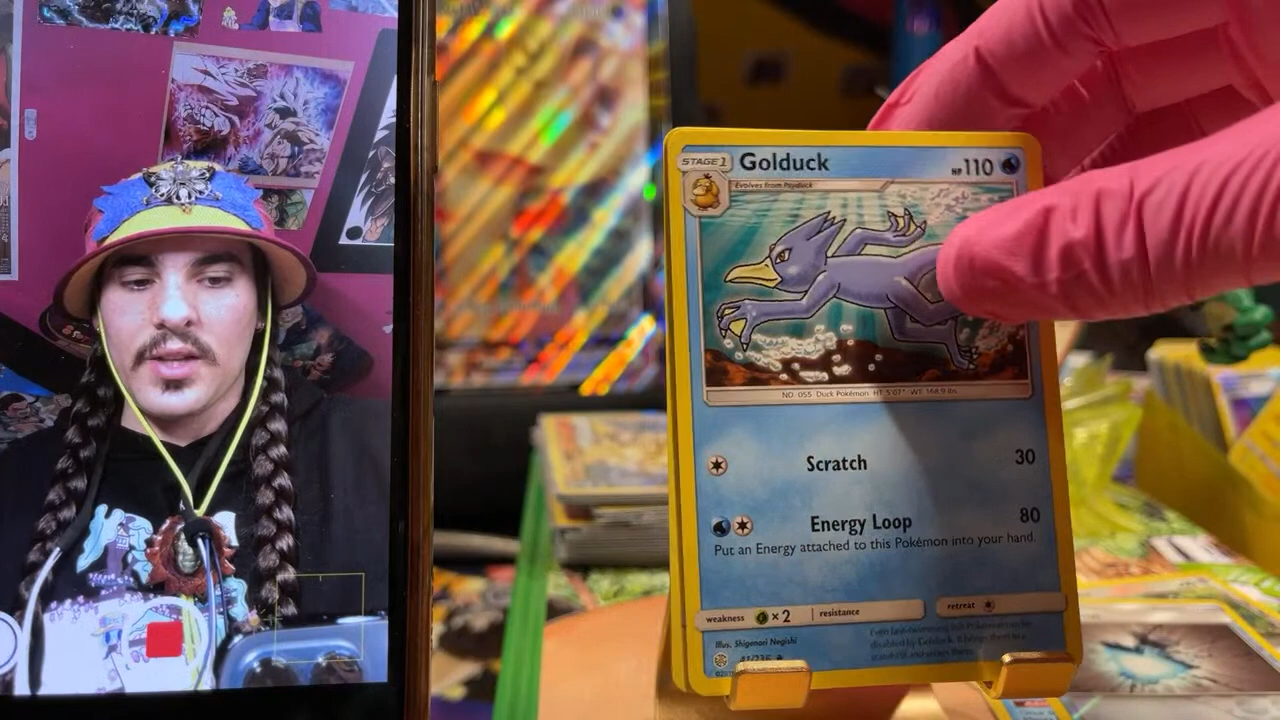 STAGE 1
Golduck
HP 110
Evolves from Psyduck
NO. 055 Duck Pokémon HT: 5'07" WT: 168.9 lbs.
Scratch
30
Energy Loop
80
Put an Energy attached to this Pokémon into your hand.
weakness
×2
resistance
retreat
Illus. Shigenori Negishi